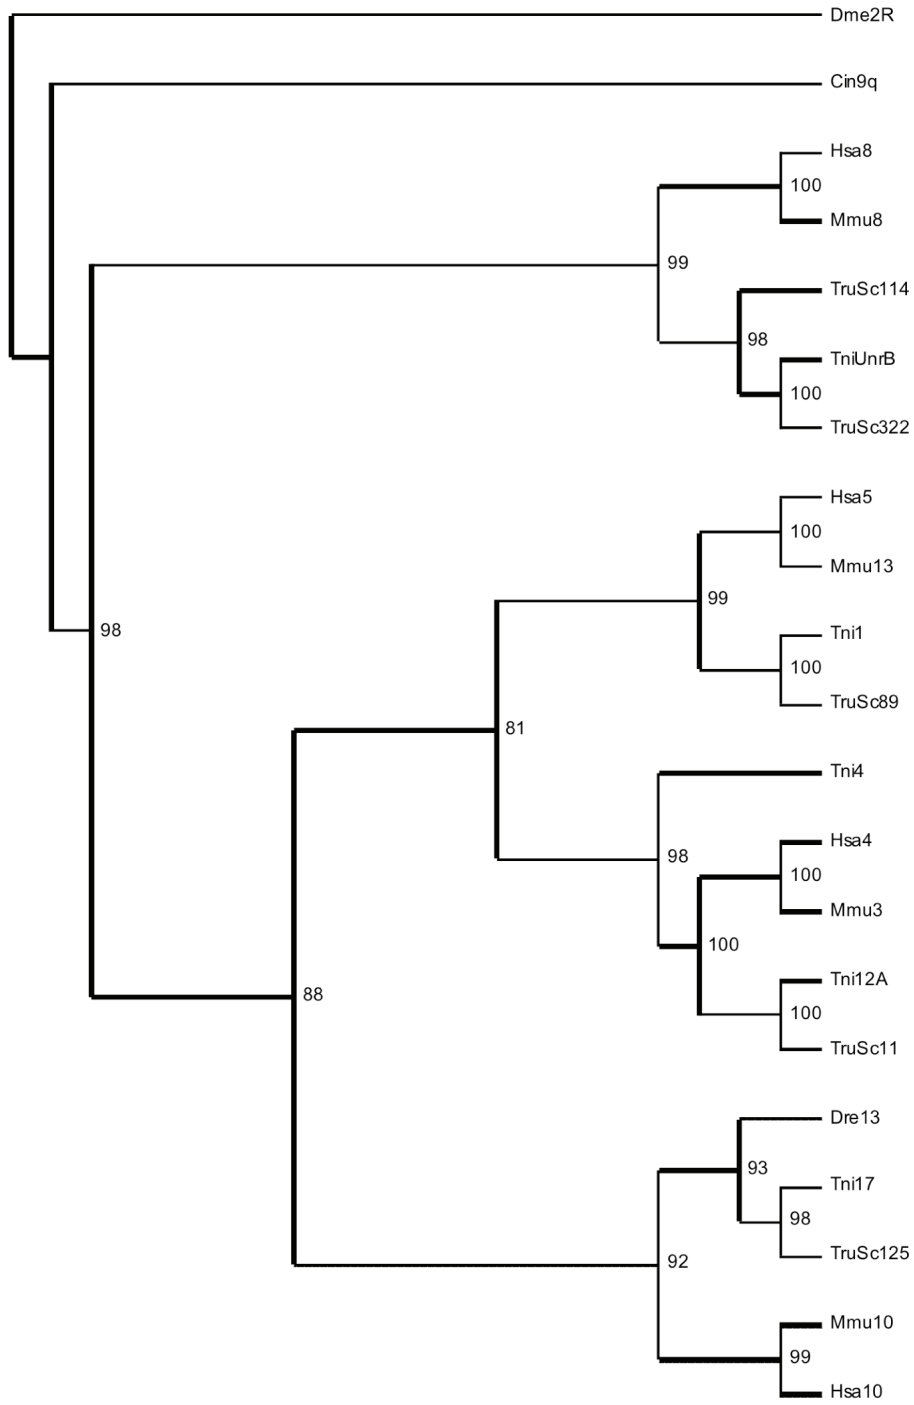 Dme2R
Cin9q
Hsa8
100
Mmu8
99
TruSc114
98
TniUnrB
100
TruSc322
Hsa5
100
Mmu13
99
Tni1
98
100
TruSc89
81
Tni4
Hsa4
98
100
Mmu3
100
Tni12A
88
100
TruSc11
Dre13
93
Tni17
98
TruSc125
92
Mmu10
99
Hsa10